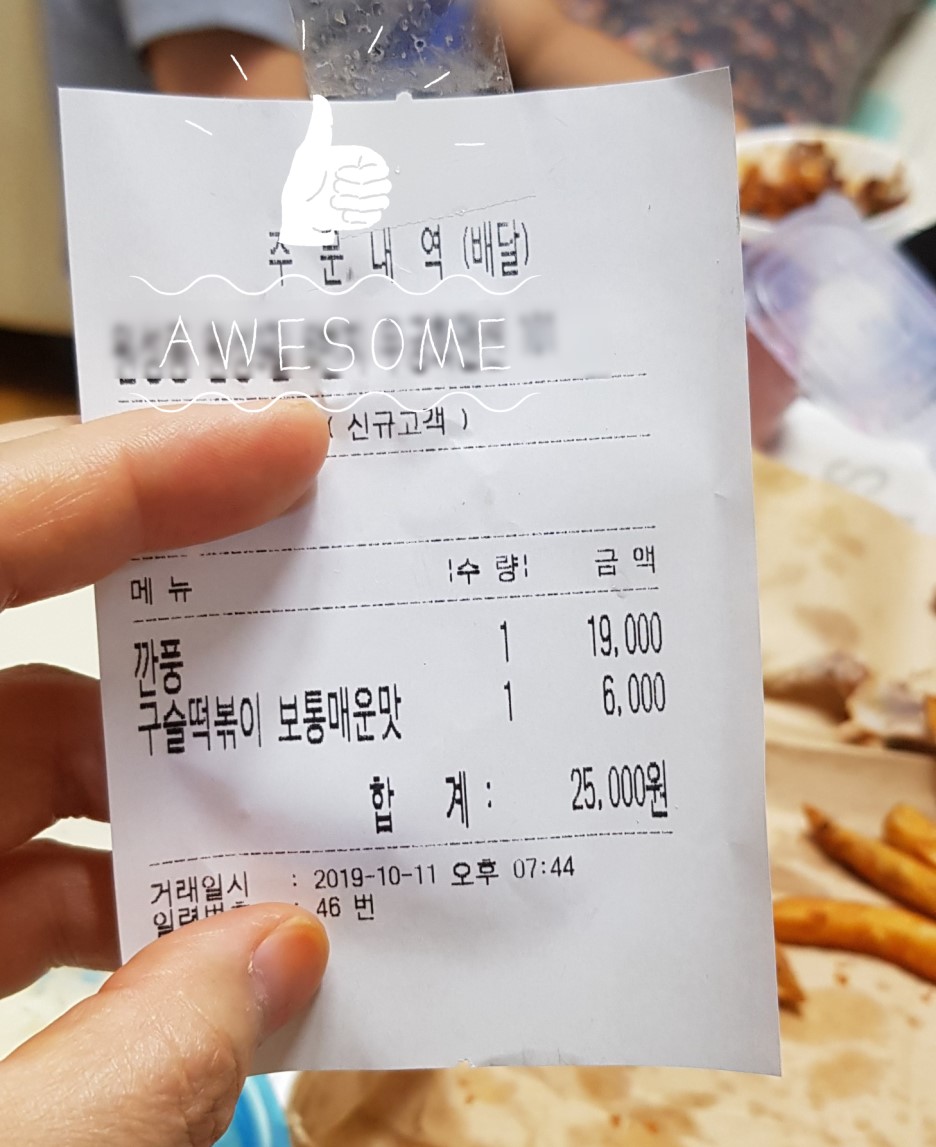 주 문 내 역 (배달)
AWESOME
( 신규고객 )
메 뉴 |수 량| 금 액
깐풍 1 19,000
구슬떡볶이 보통매운맛 1 6,000
합 계 : 25,000원
거래일시 : 2019-10-11 오후 07:44
: 46 번